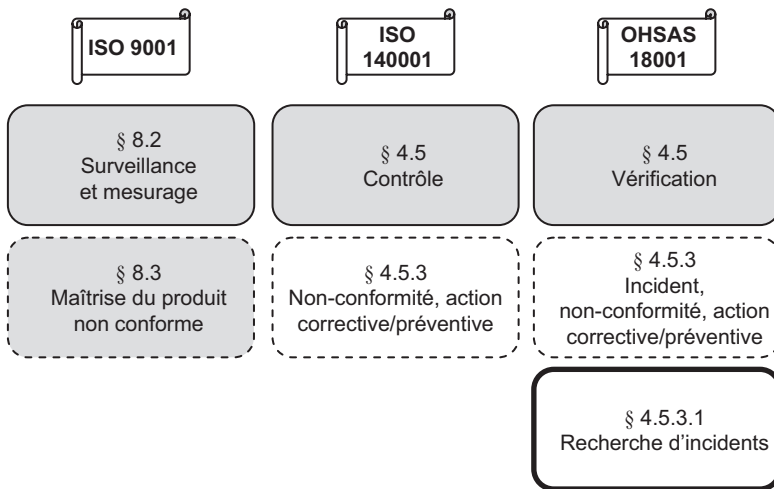 ISO 9001
ISO
140001
OHSAS
18001
§ 8.2
Surveillance
et mesurage
§ 4.5
Contrôle
§ 4.5
Vérification
§ 8.3
Maîtrise du produit
non conforme
§ 4.5.3
Non-conformité, action
corrective/préventive
§ 4.5.3
Incident,
non-conformité, action
corrective/préventive
§ 4.5.3.1
Recherche d’incidents